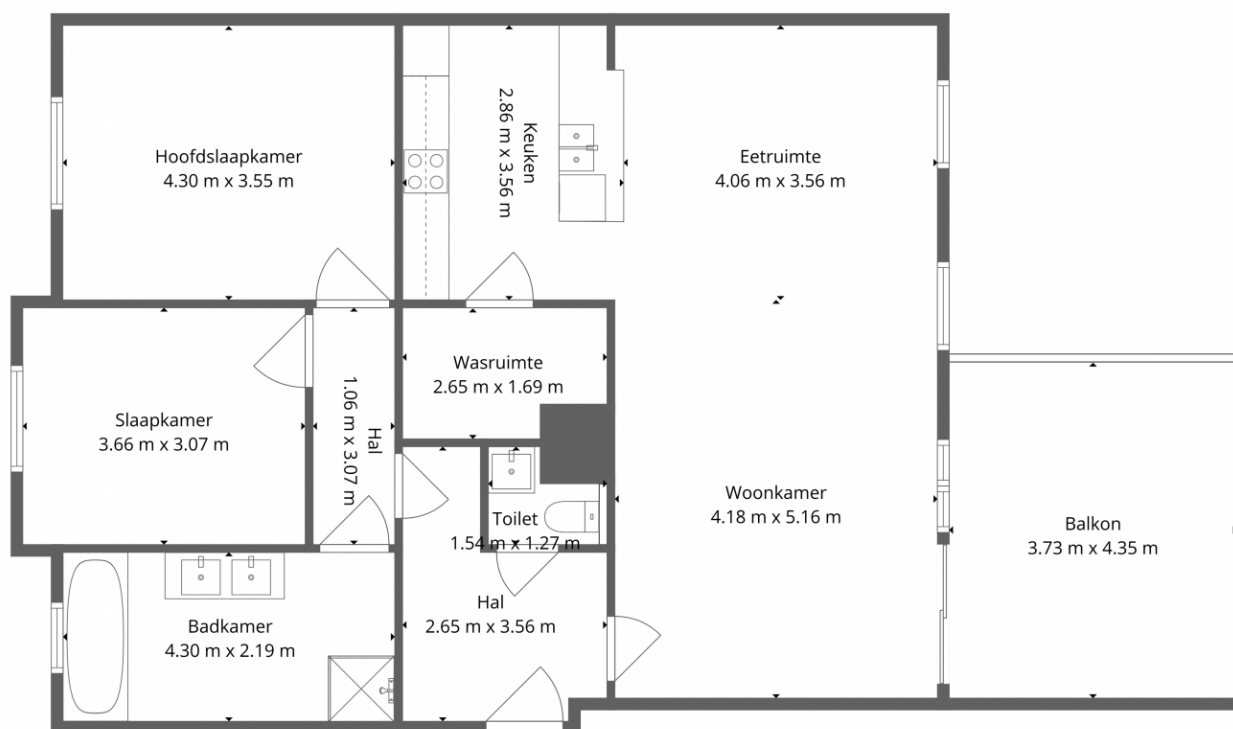 Hoofdslaapkamer
4.30 m x 3.55 m
Keuken
2.86 m x 3.56 m
Eetruimte
4.06 m x 3.56 m
Slaapkamer
3.66 m x 3.07 m
Hal
1.06 m x 3.07 m
Wasruimte
2.65 m x 1.69 m
Toilet
1.54 m x 1.27 m
Woonkamer
4.18 m x 5.16 m
Balkon
3.73 m x 4.35 m
Badkamer
4.30 m x 2.19 m
Hal
2.65 m x 3.56 m